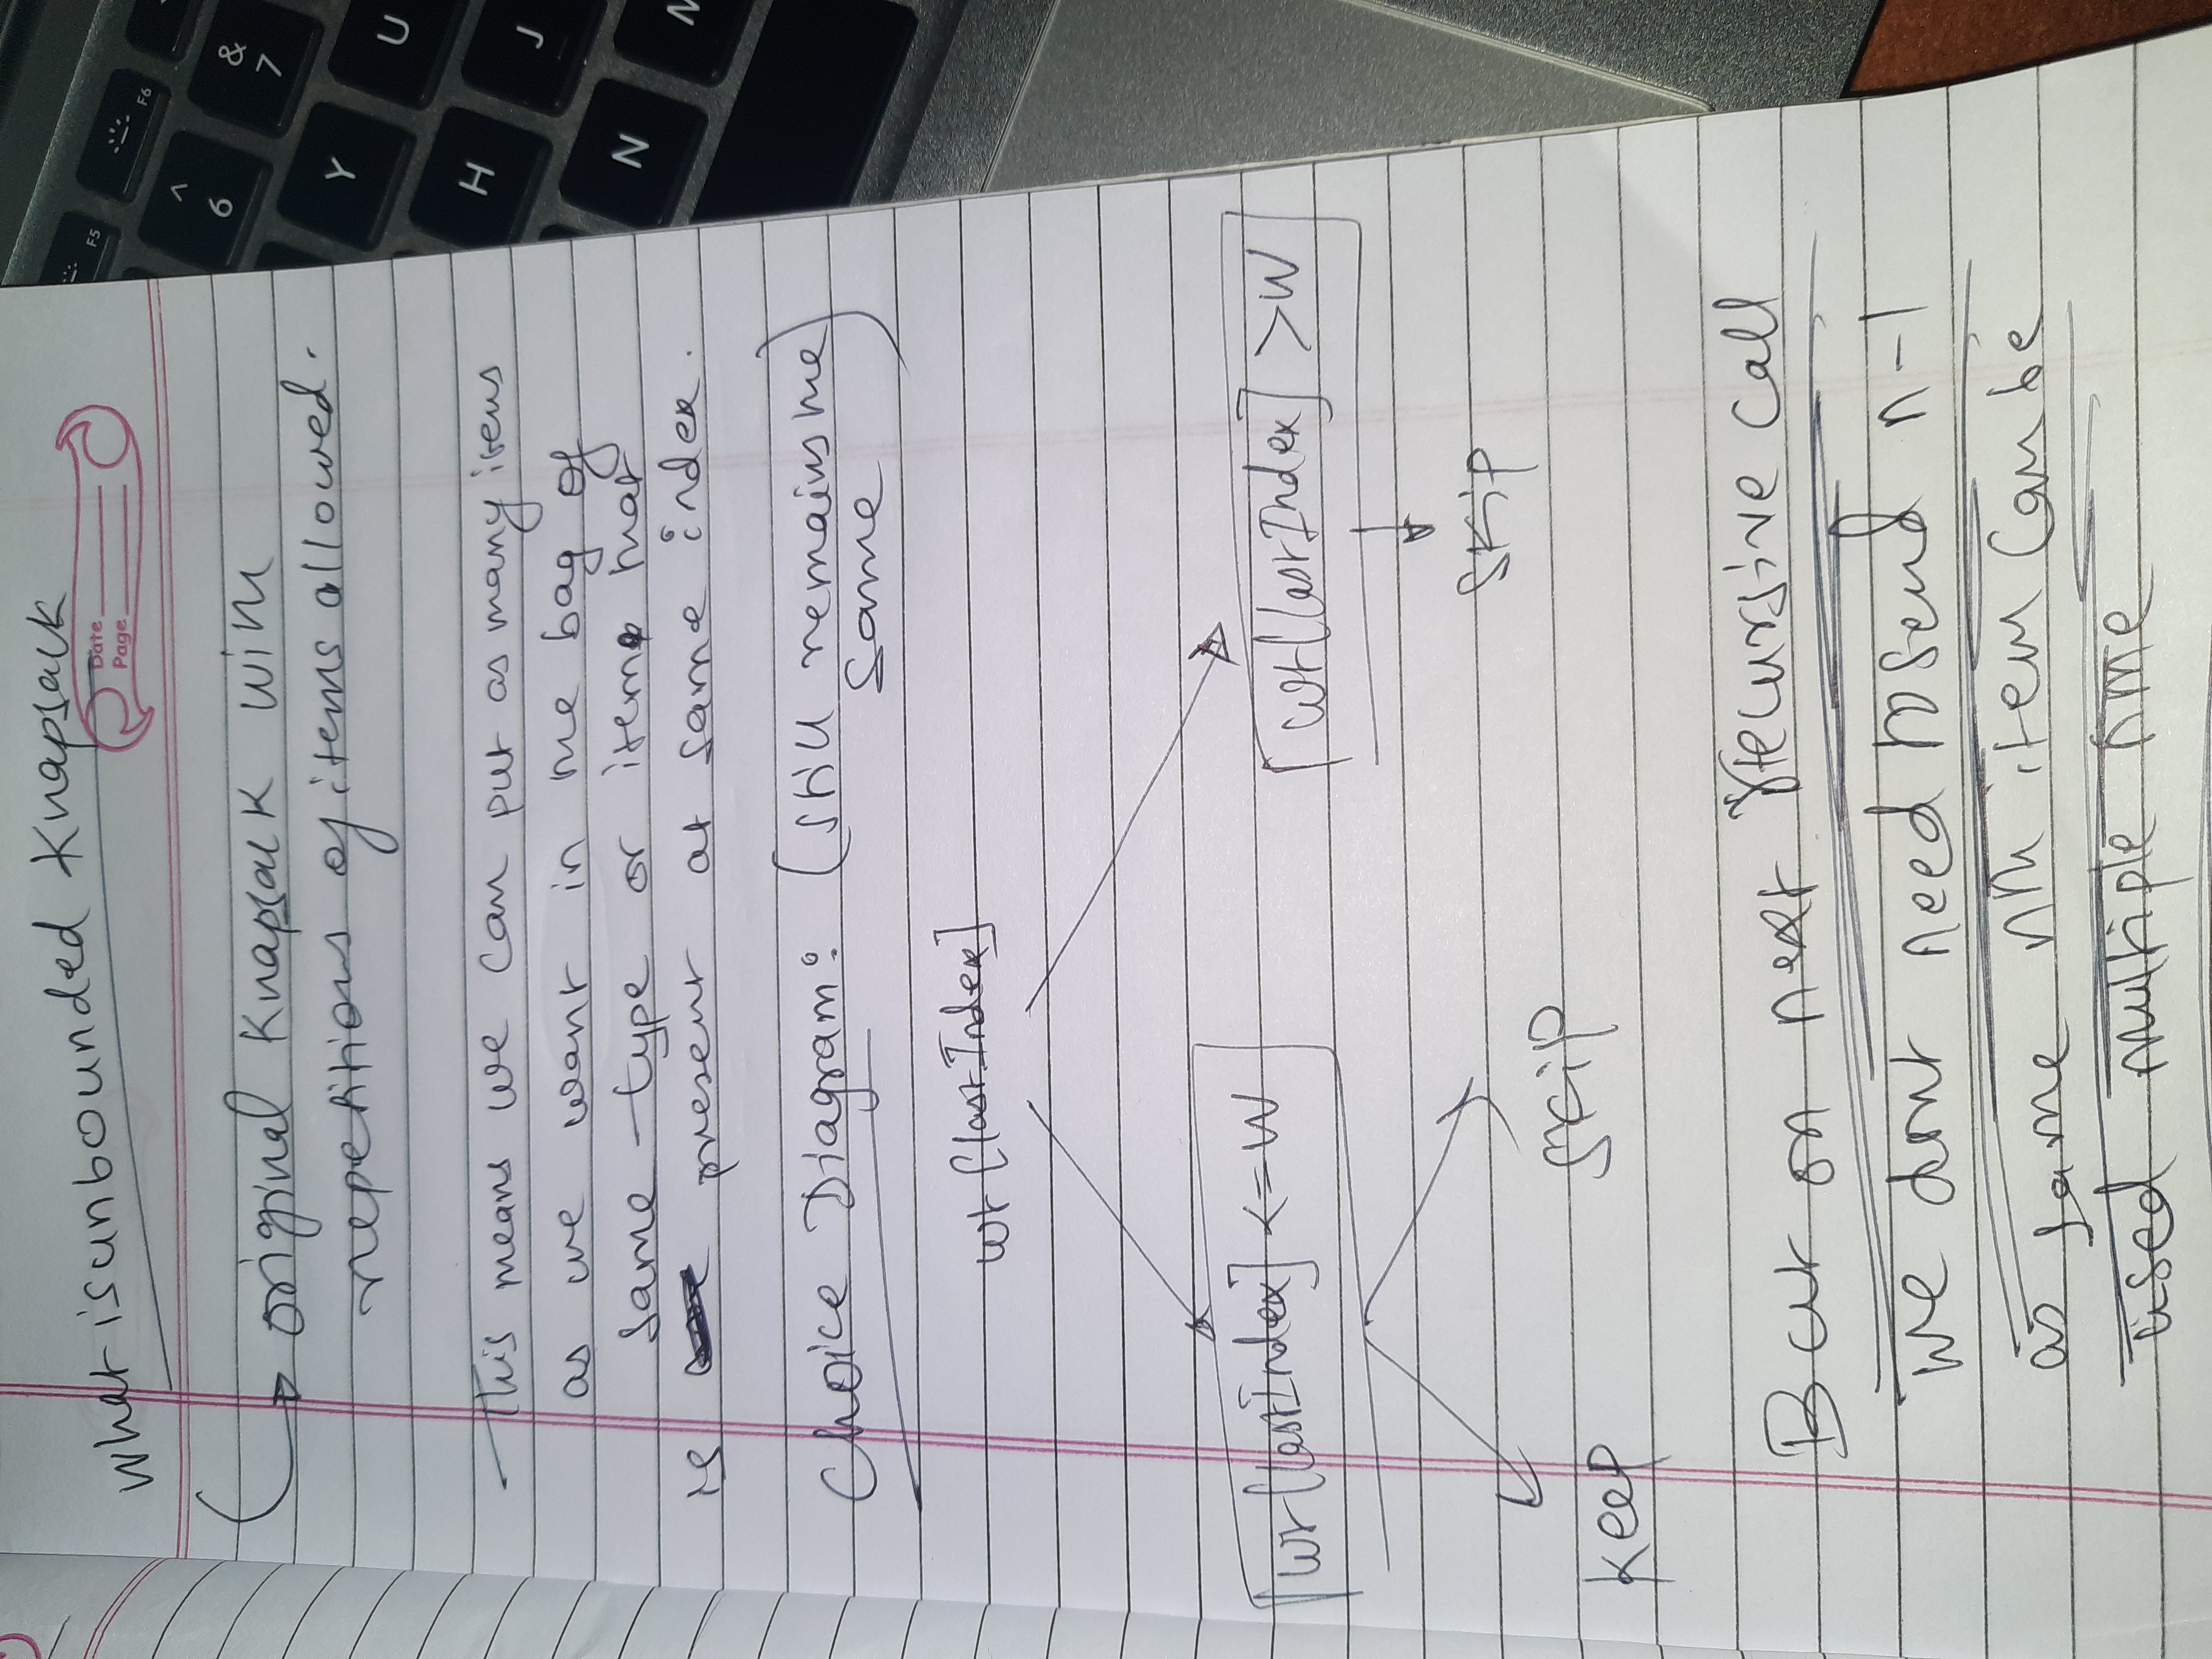 What is unbounded Knapsack
Date
Page
original Knapsack with
repetitions of items allowed.
This means we can put as many items
as we want in the bag of
same type or item that
is present at same index.
Choice Diagram: (Still remains the
same)
wt[lastIndex]
wt[lastIndex] <=W
wt[lastIndex] >W
Skip
Skip
Keep
But on next recursive call
we dont need to send n-1
as same nth item can be
used multiple time
F5
F6
^
6
&
7
Y
U
H
J
N
M